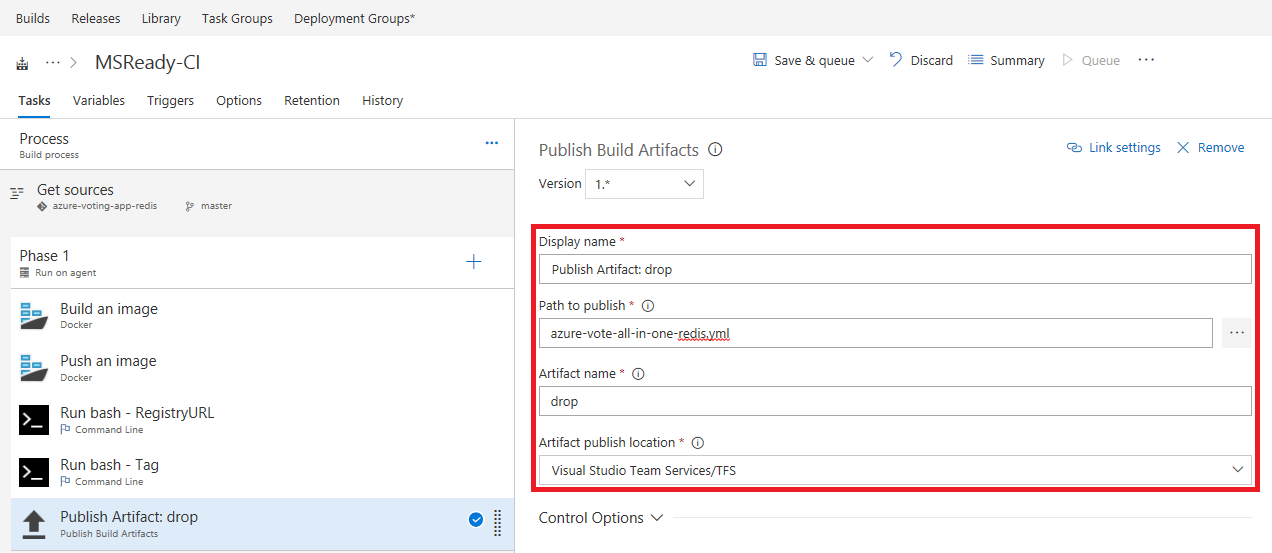 Builds Releases Library Task Groups Deployment Groups*
... > MSReady-CI Save & queue Discard Summary Queue ...
Tasks Variables Triggers Options Retention History
Process
Build process
...
Get sources
azure-voting-app-redis master
Phase 1
Run on agent
Build an image
Docker
Push an image
Docker
Run bash - RegistryURL
Command Line
Run bash - Tag
Command Line
Publish Artifact: drop
Publish Build Artifacts
Publish Build Artifacts Link settings Remove
Version 1.*
Display name *
Publish Artifact: drop
Path to publish *
azure-vote-all-in-one-redis.yml
...
Artifact name *
drop
Artifact publish location *
Visual Studio Team Services/TFS
Control Options